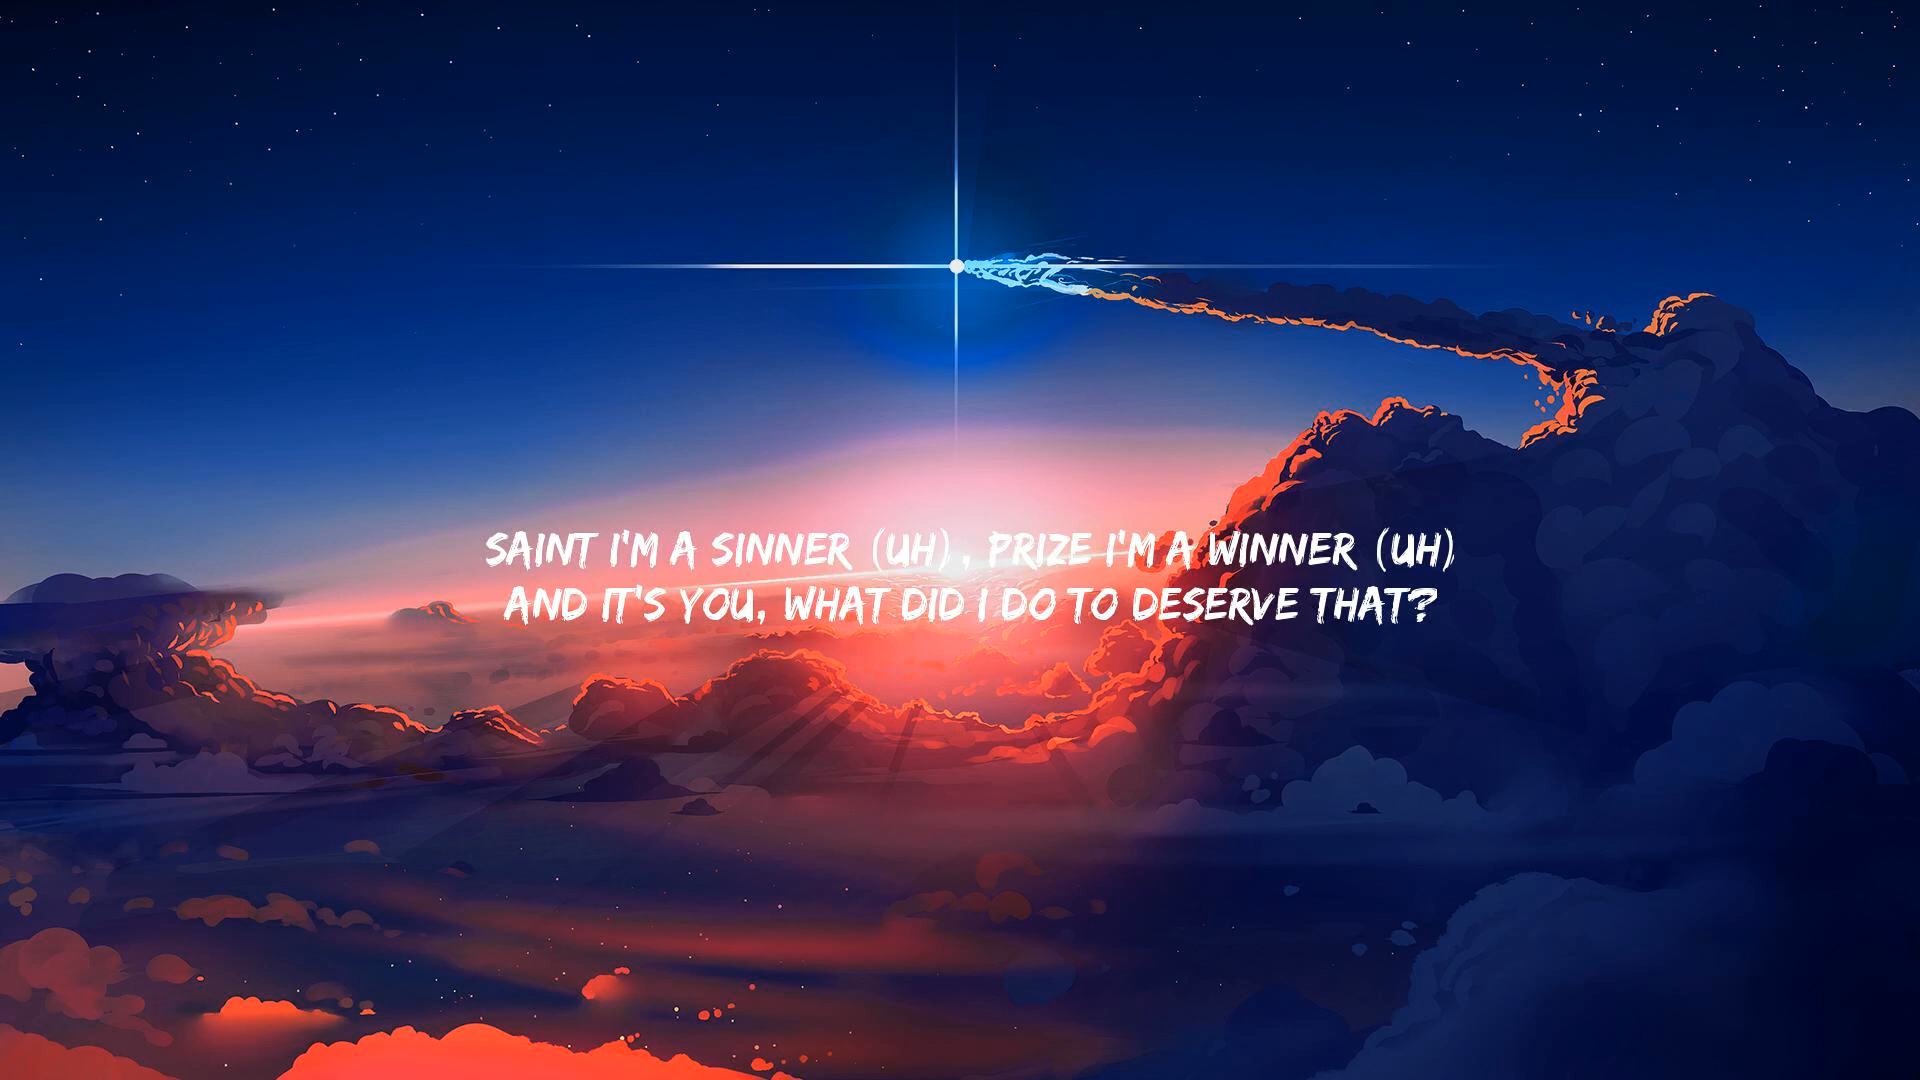 SAINT I'M A SINNER (UH), PRIZE I'M A WINNER (UH)
AND IT'S YOU, WHAT DID I DO TO DESERVE THAT?